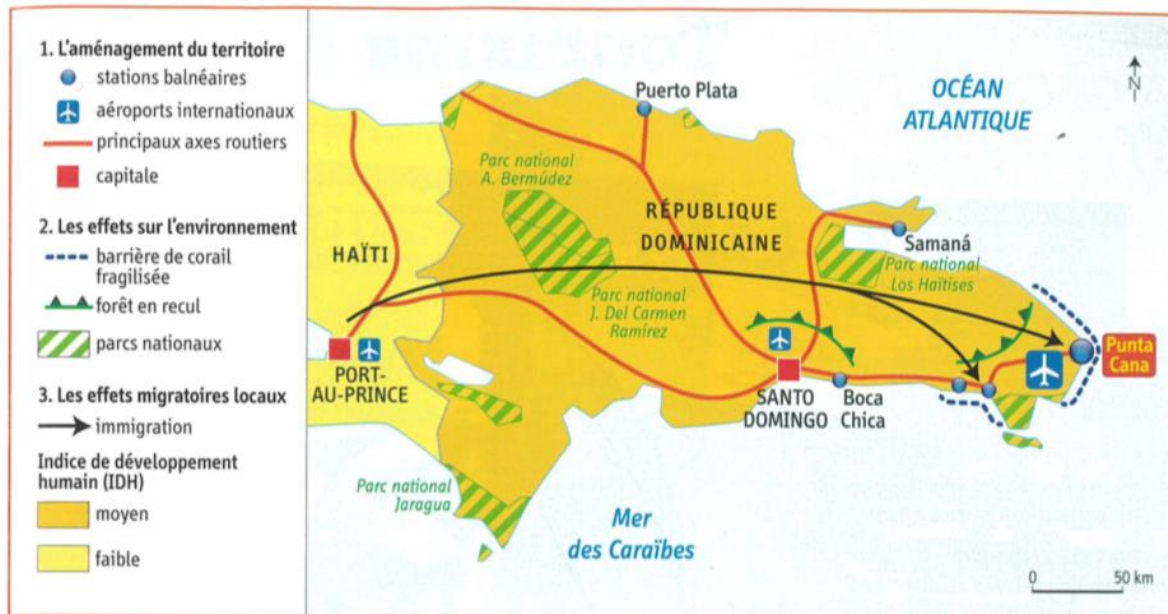 1. L'aménagement du territoire
stations balnéaires
aéroports internationaux
principaux axes routiers
capitale
2. Les effets sur l'environnement
barrière de corail
fragilisée
forêt en recul
parcs nationaux
3. Les effets migratoires locaux
immigration
Indice de développement
humain (IDH)
moyen
faible
Puerto Plata
OCÉAN
ATLANTIQUE
N
Parc national
A. Bermúdez
RÉPUBLIQUE
DOMINICAINE
HAÏTI
Samaná
Parc national
Los Haïtises
Parc national
J. Del Carmen
Ramírez
Punta
Cana
PORT-
AU-PRINCE
SANTO
DOMINGO
Boca
Chica
Parc national
Jaragua
Mer
des Caraïbes
0 50 km